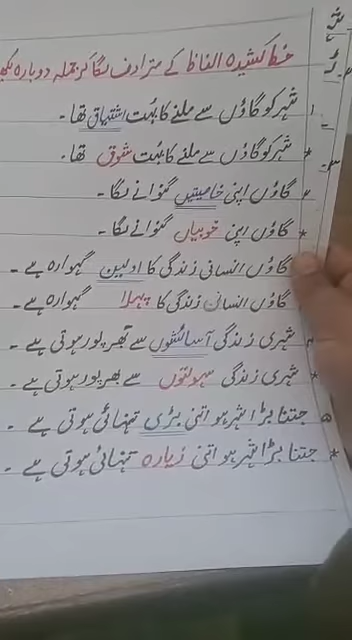 خط کشیدہ الفاظ کے مترادف لگا کر جملہ دوبارہ
۱ شہر کو گاؤں سے ملنے کا بہت اشتیاق تھا۔
* شہر کو گاؤں سے ملنے کا بہت شوق تھا۔
۲ گاؤں اپنی خاصیتیں گنوانے لگا۔
* گاؤں اپنی خوبیاں گنوانے لگا۔
گاؤں انسانی زندگی کا اولین گہوارہ ہے۔
گاؤں انسانی زندگی کا پہلا گہوارہ ہے۔
شہری زندگی آسائشوں سے بھرپور ہوتی ہے۔
* شہری زندگی سہولتوں سے بھرپور ہوتی ہے۔
۵ جتنا بڑا شہر ہو اتنی بڑی تنہائی ہوتی ہے۔
* جتنا بڑا شہر ہو اتنی زیادہ تنہائی ہوتی ہے۔